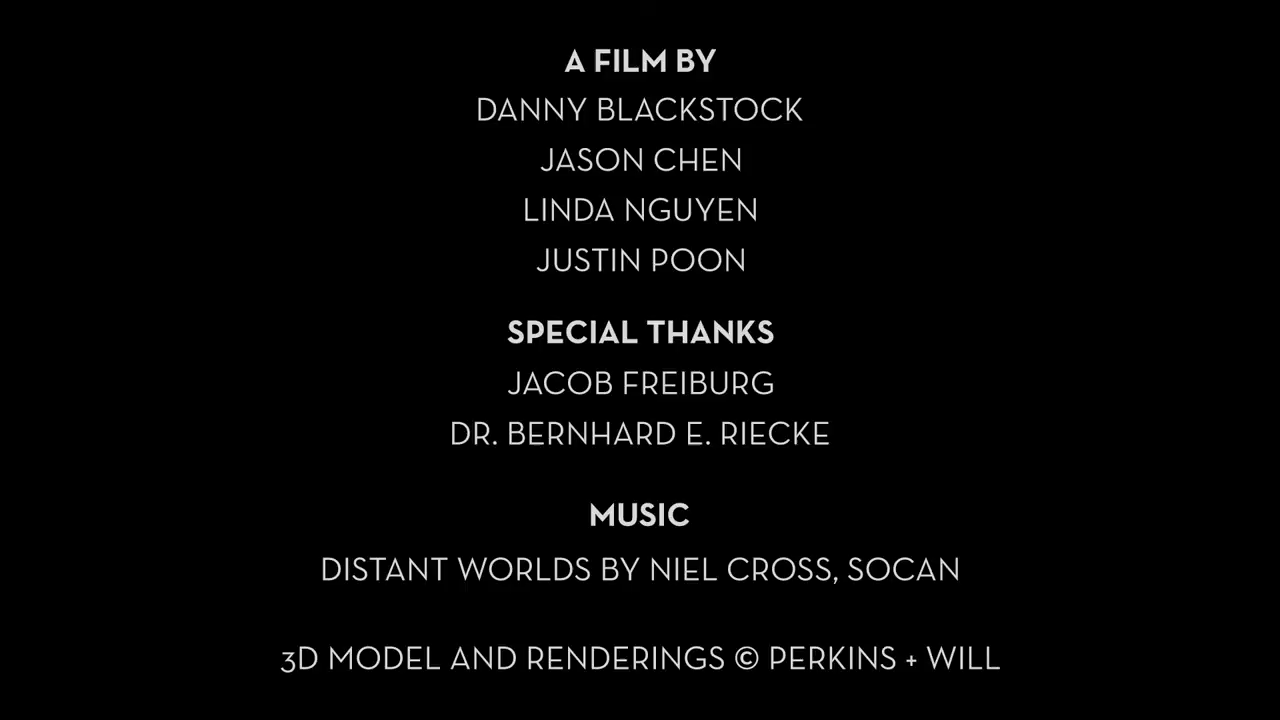 A FILM BY
DANNY BLACKSTOCK
JASON CHEN
LINDA NGUYEN
JUSTIN POON
SPECIAL THANKS
JACOB FREIBURG
DR. BERNHARD E. RIECKE
MUSIC
DISTANT WORLDS BY NIEL CROSS, SOCAN
3D MODEL AND RENDERINGS © PERKINS + WILL